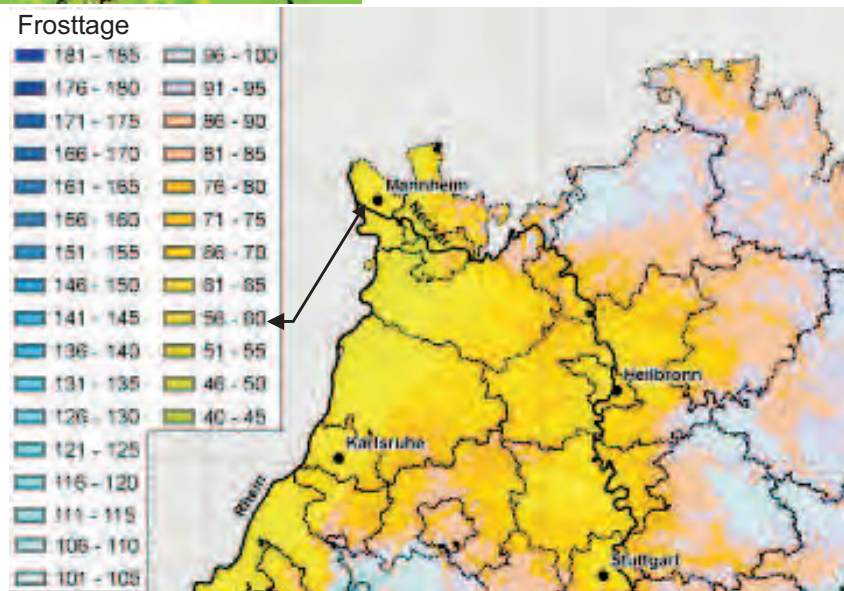 Frosttage
181 - 185
176 - 180
171 - 175
166 - 170
161 - 165
156 - 160
151 - 155
146 - 150
141 - 145
136 - 140
131 - 135
126 - 130
121 - 125
116 - 120
111 - 115
106 - 110
101 - 105
96 - 100
91 - 95
86 - 90
81 - 85
76 - 80
71 - 75
66 - 70
61 - 65
56 - 60
51 - 55
46 - 50
40 - 45
Mannheim
Neckar
Heilbronn
Karlsruhe
Rhein
Stuttgart